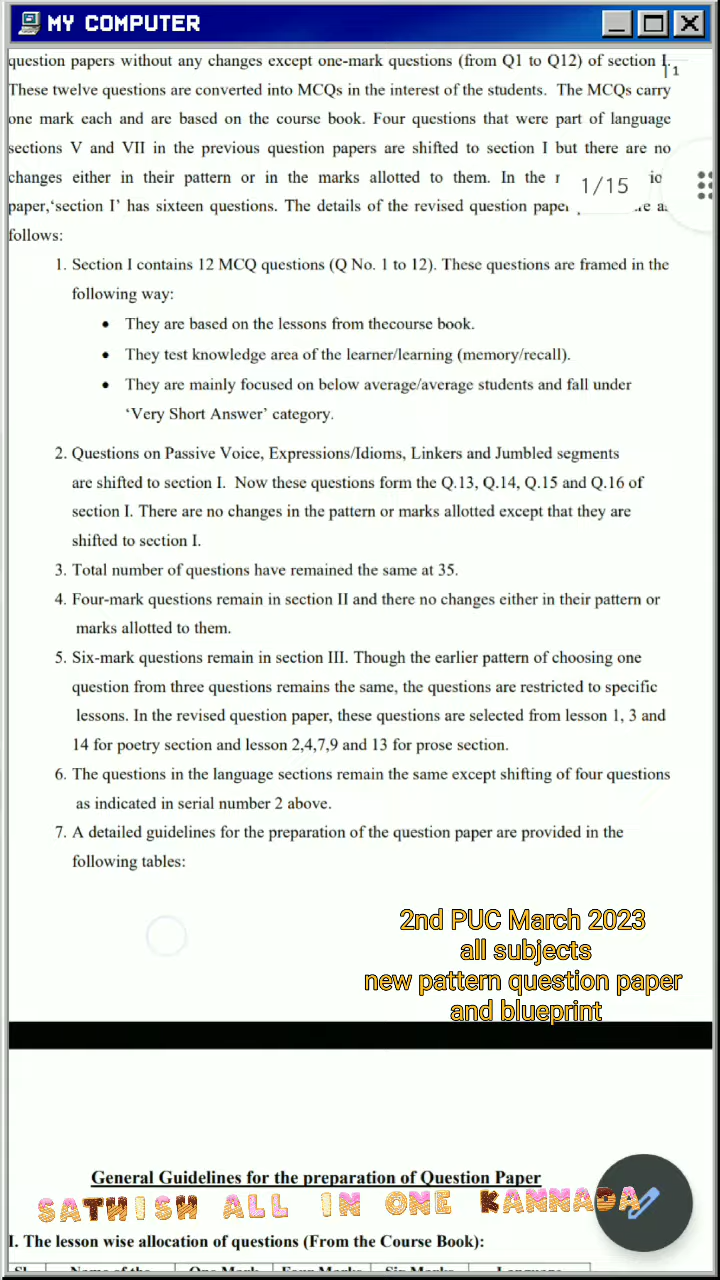 MY COMPUTER
question papers without any changes except one-mark questions (from Q1 to Q12) of section I.
1
These twelve questions are converted into MCQs in the interest of the students. The MCQs carry
one mark each and are based on the course book. Four questions that were part of language
sections V and VII in the previous question papers are shifted to section I but there are no
changes either in their pattern or in the marks allotted to them. In the
1/15
paper,‘section I’ has sixteen questions. The details of the revised question paper
follows:
1. Section I contains 12 MCQ questions (Q No. 1 to 12). These questions are framed in the
following way:
• They are based on the lessons from thecourse book.
• They test knowledge area of the learner/learning (memory/recall).
• They are mainly focused on below average/average students and fall under
‘Very Short Answer’ category.
2. Questions on Passive Voice, Expressions/Idioms, Linkers and Jumbled segments
are shifted to section I. Now these questions form the Q.13, Q.14, Q.15 and Q.16 of
section I. There are no changes in the pattern or marks allotted except that they are
shifted to section I.
3. Total number of questions have remained the same at 35.
4. Four-mark questions remain in section II and there no changes either in their pattern or
marks allotted to them.
5. Six-mark questions remain in section III. Though the earlier pattern of choosing one
question from three questions remains the same, the questions are restricted to specific
lessons. In the revised question paper, these questions are selected from lesson 1, 3 and
14 for poetry section and lesson 2,4,7,9 and 13 for prose section.
6. The questions in the language sections remain the same except shifting of four questions
as indicated in serial number 2 above.
7. A detailed guidelines for the preparation of the question paper are provided in the
following tables:
2nd PUC March 2023
all subjects
new pattern question paper
and blueprint
General Guidelines for the preparation of Question Paper
SATHISH ALL IN ONE KANNADA
I. The lesson wise allocation of questions (From the Course Book):